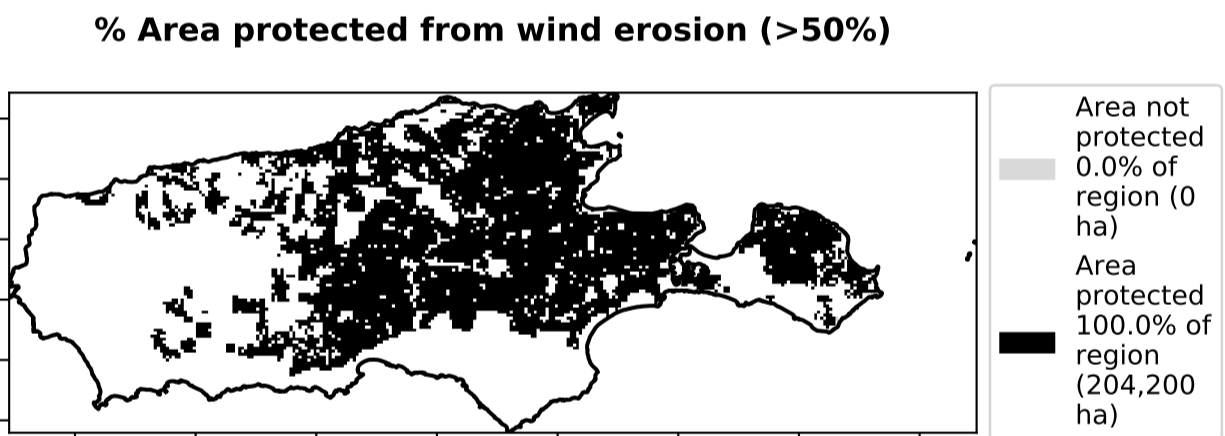 % Area protected from wind erosion (>50%)
Area not
protected
0.0% of
region (0
ha)
Area
protected
100.0% of
region
(204,200
ha)